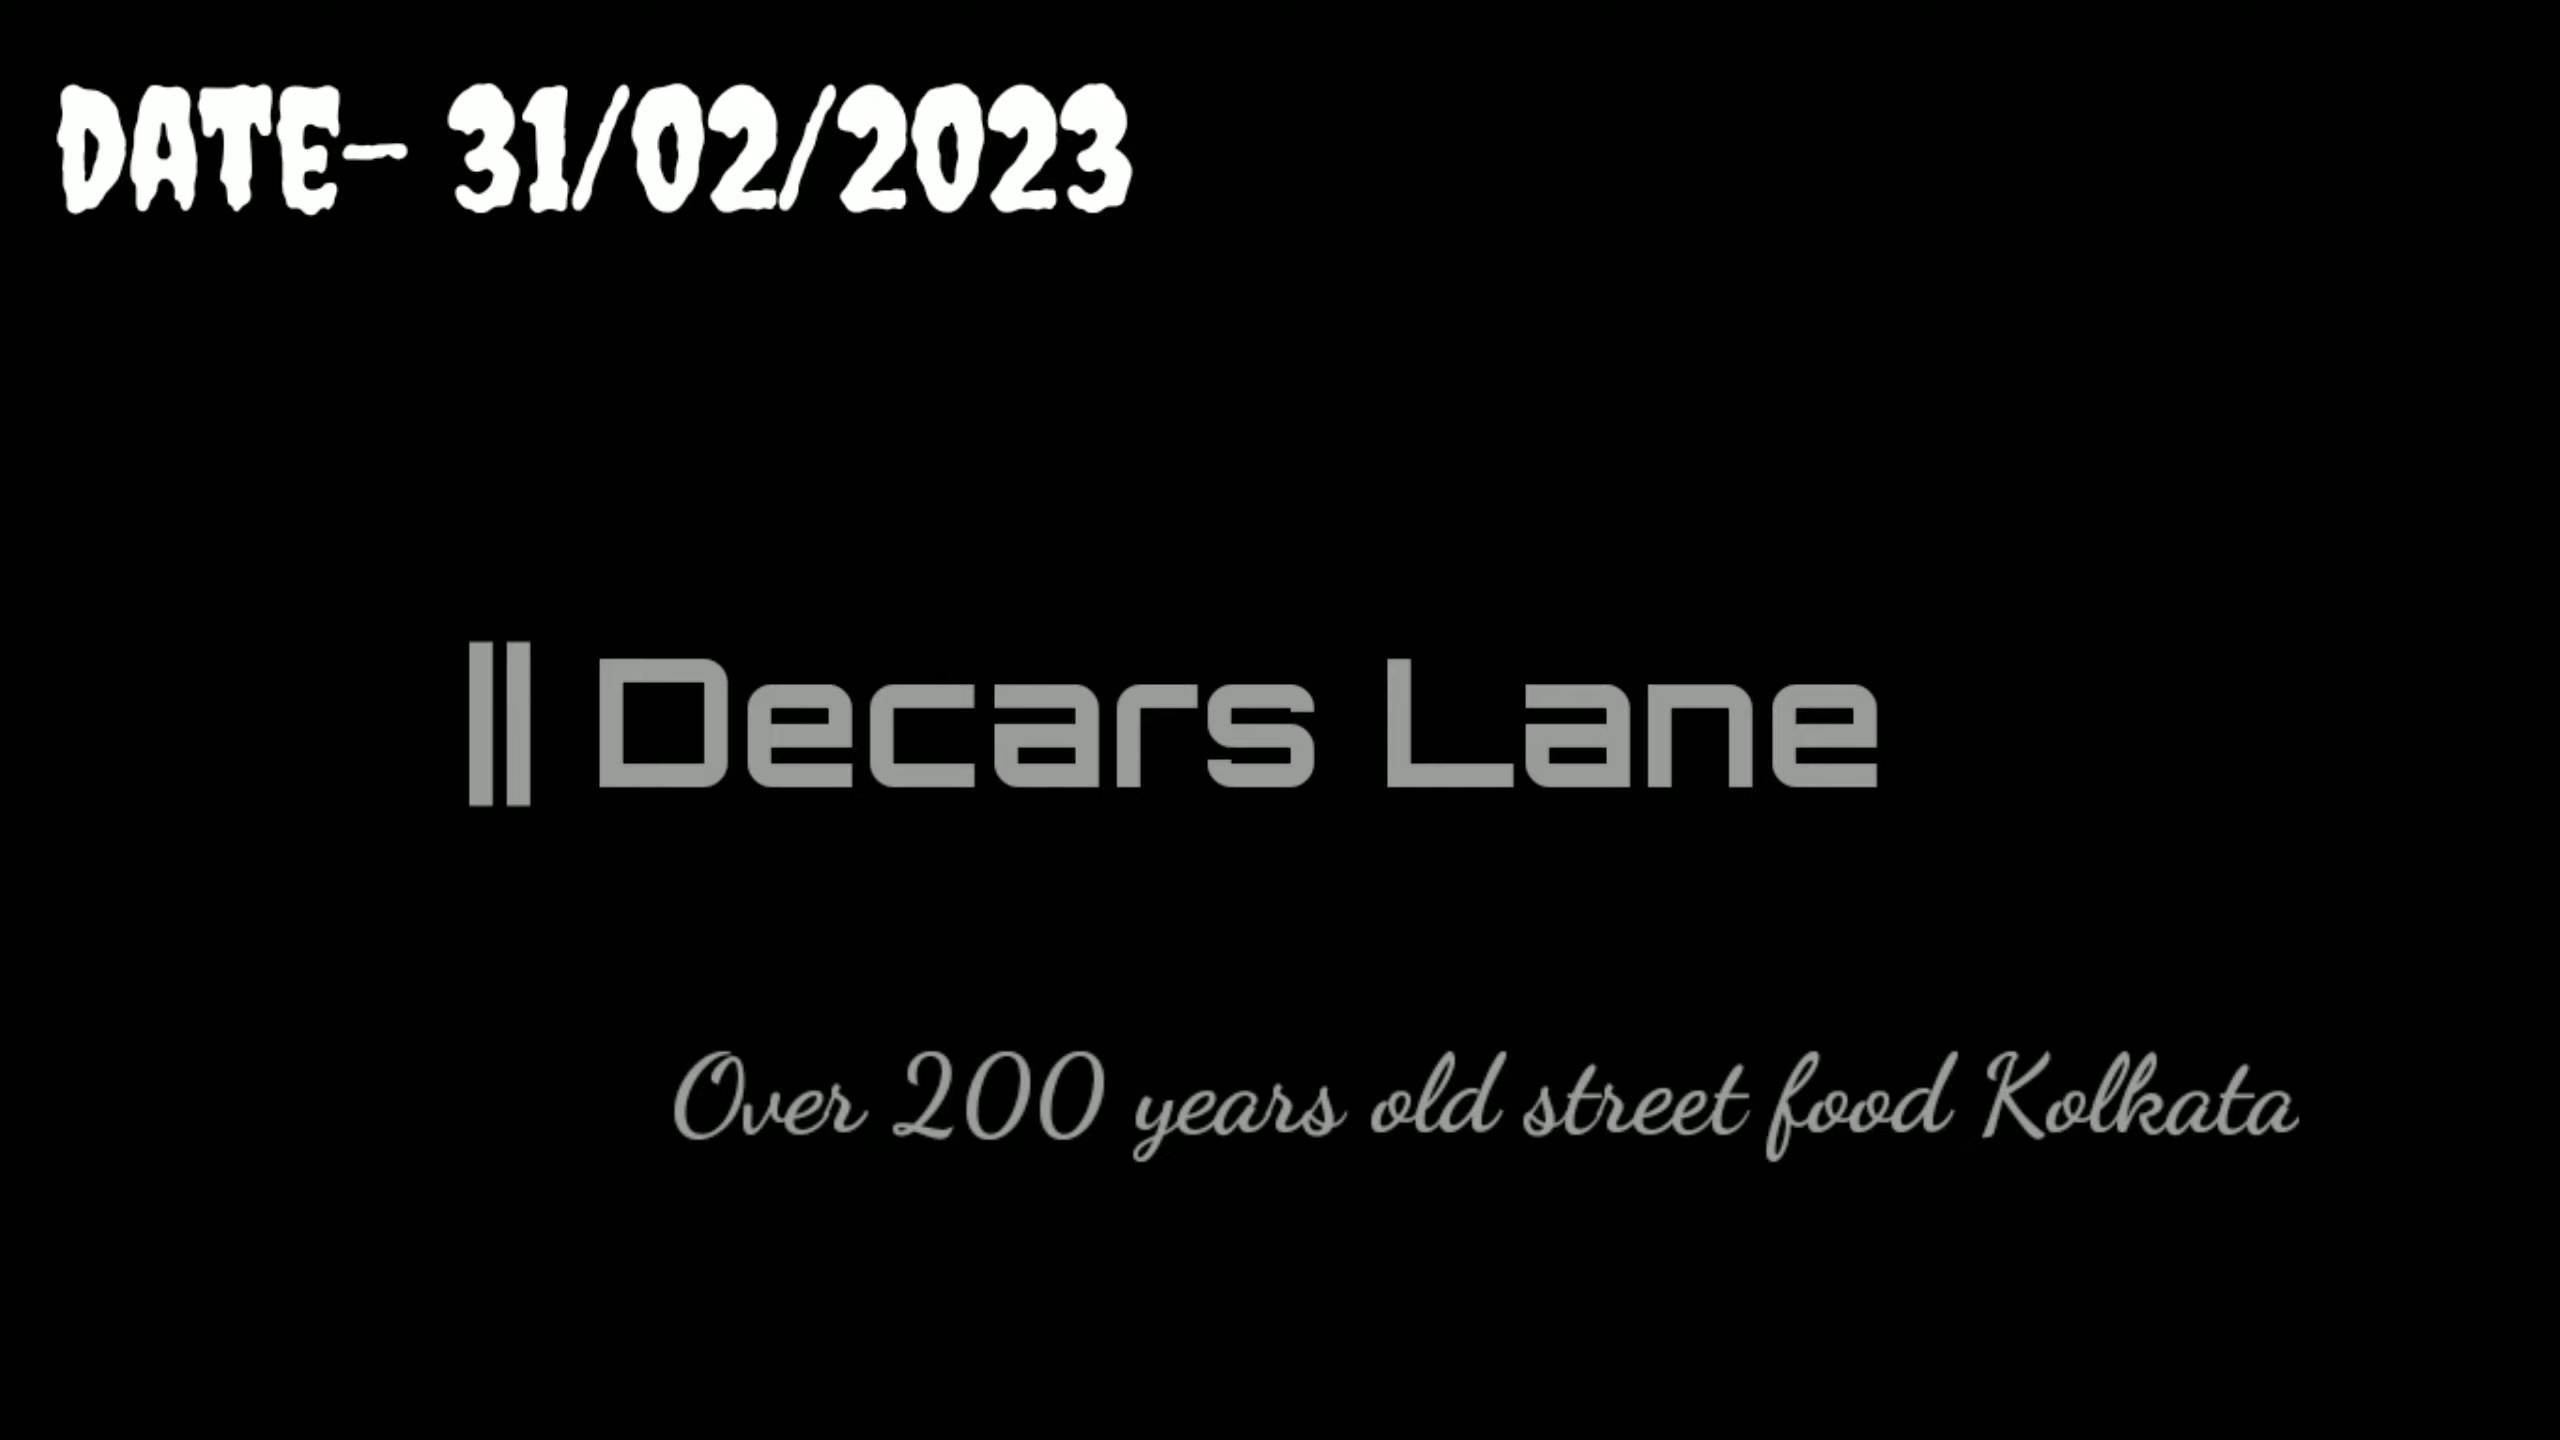 DATE- 31/02/2023
|| Decars Lane
Over 200 years old street food Kolkata